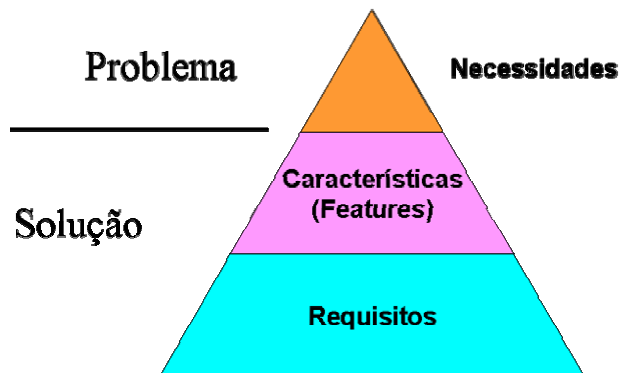 Problema
Necessidades
Características
(Features)
Solução
Requisitos